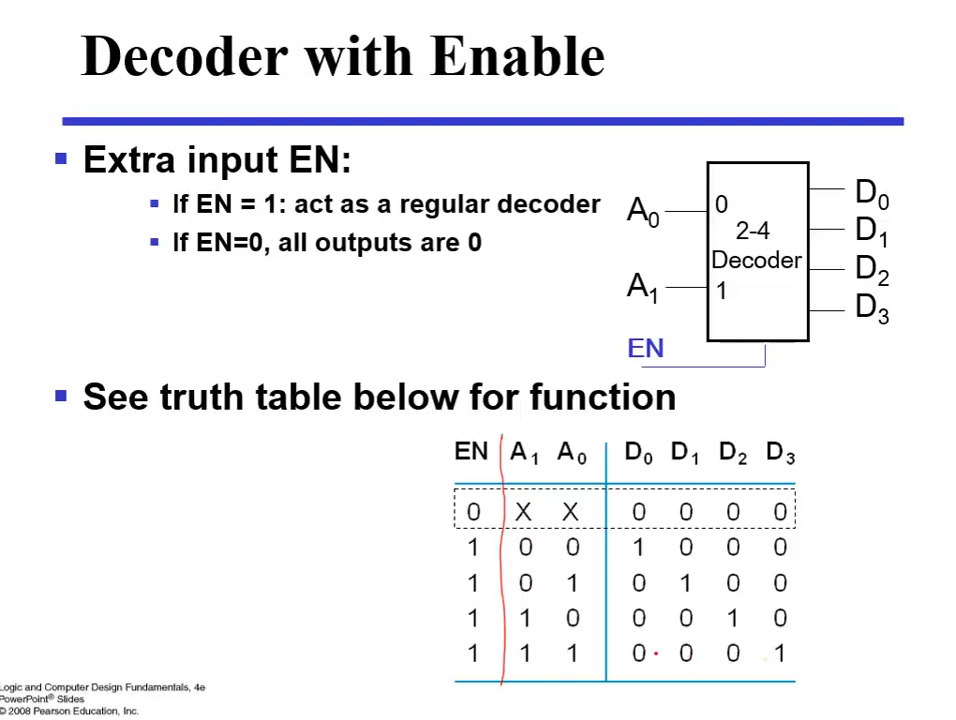 Decoder with Enable
Extra input EN:
If EN = 1: act as a regular decoder
If EN=0, all outputs are 0
A0
A1
EN
0
2-4
Decoder
1
D0
D1
D2
D3
See truth table below for function
EN A1 A0 D0 D1 D2 D3
0 X X 0 0 0 0
1 0 0 1 0 0 0
1 0 1 0 1 0 0
1 1 0 0 0 1 0
1 1 1 0 0 0 1
Logic and Computer Design Fundamentals, 4e
PowerPoint® Slides
© 2008 Pearson Education, Inc.